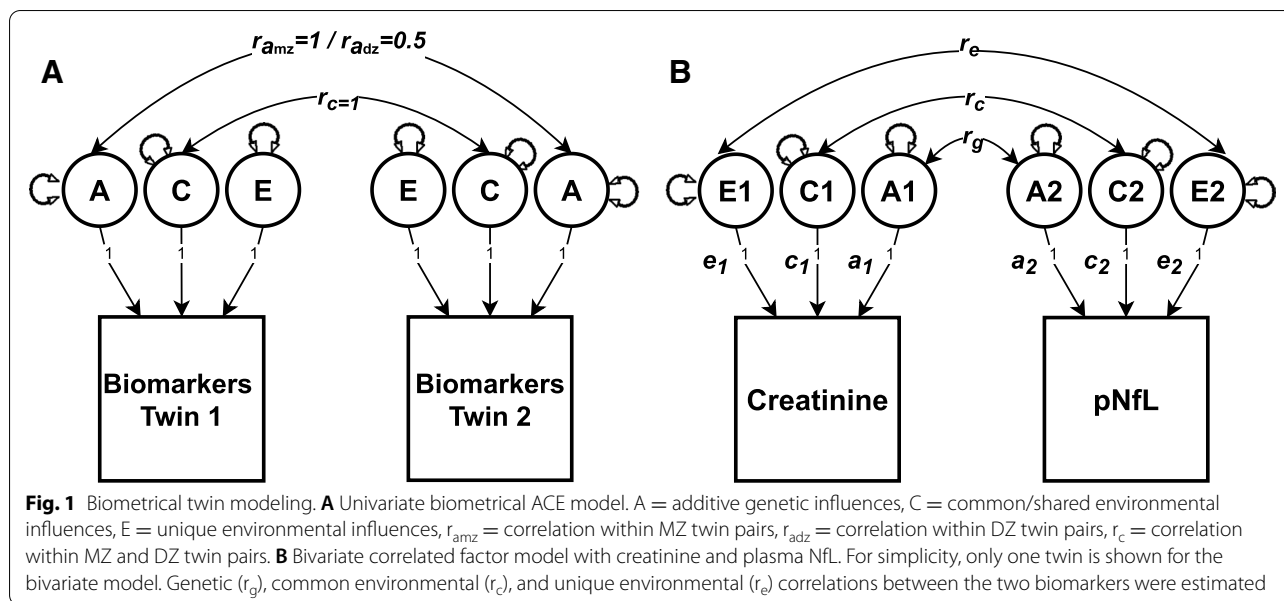 A
r_amz=1 / r_adz=0.5
r_c=1
A C E E C A
1 1 1 1 1 1
Biomarkers
Twin 1
Biomarkers
Twin 2
B
r_e
r_c
r_g
E1 C1 A1 A2 C2 E2
e_1 1 c_1 1 a_1 1 a_2 1 c_2 1 e_2 1
Creatinine
pNfL
Fig. 1 Biometrical twin modeling. A Univariate biometrical ACE model. A = additive genetic influences, C = common/shared environmental
influences, E = unique environmental influences, r_amz = correlation within MZ twin pairs, r_adz = correlation within DZ twin pairs, r_c = correlation
within MZ and DZ twin pairs. B Bivariate correlated factor model with creatinine and plasma NfL. For simplicity, only one twin is shown for the
bivariate model. Genetic (r_g), common environmental (r_c), and unique environmental (r_e) correlations between the two biomarkers were estimated